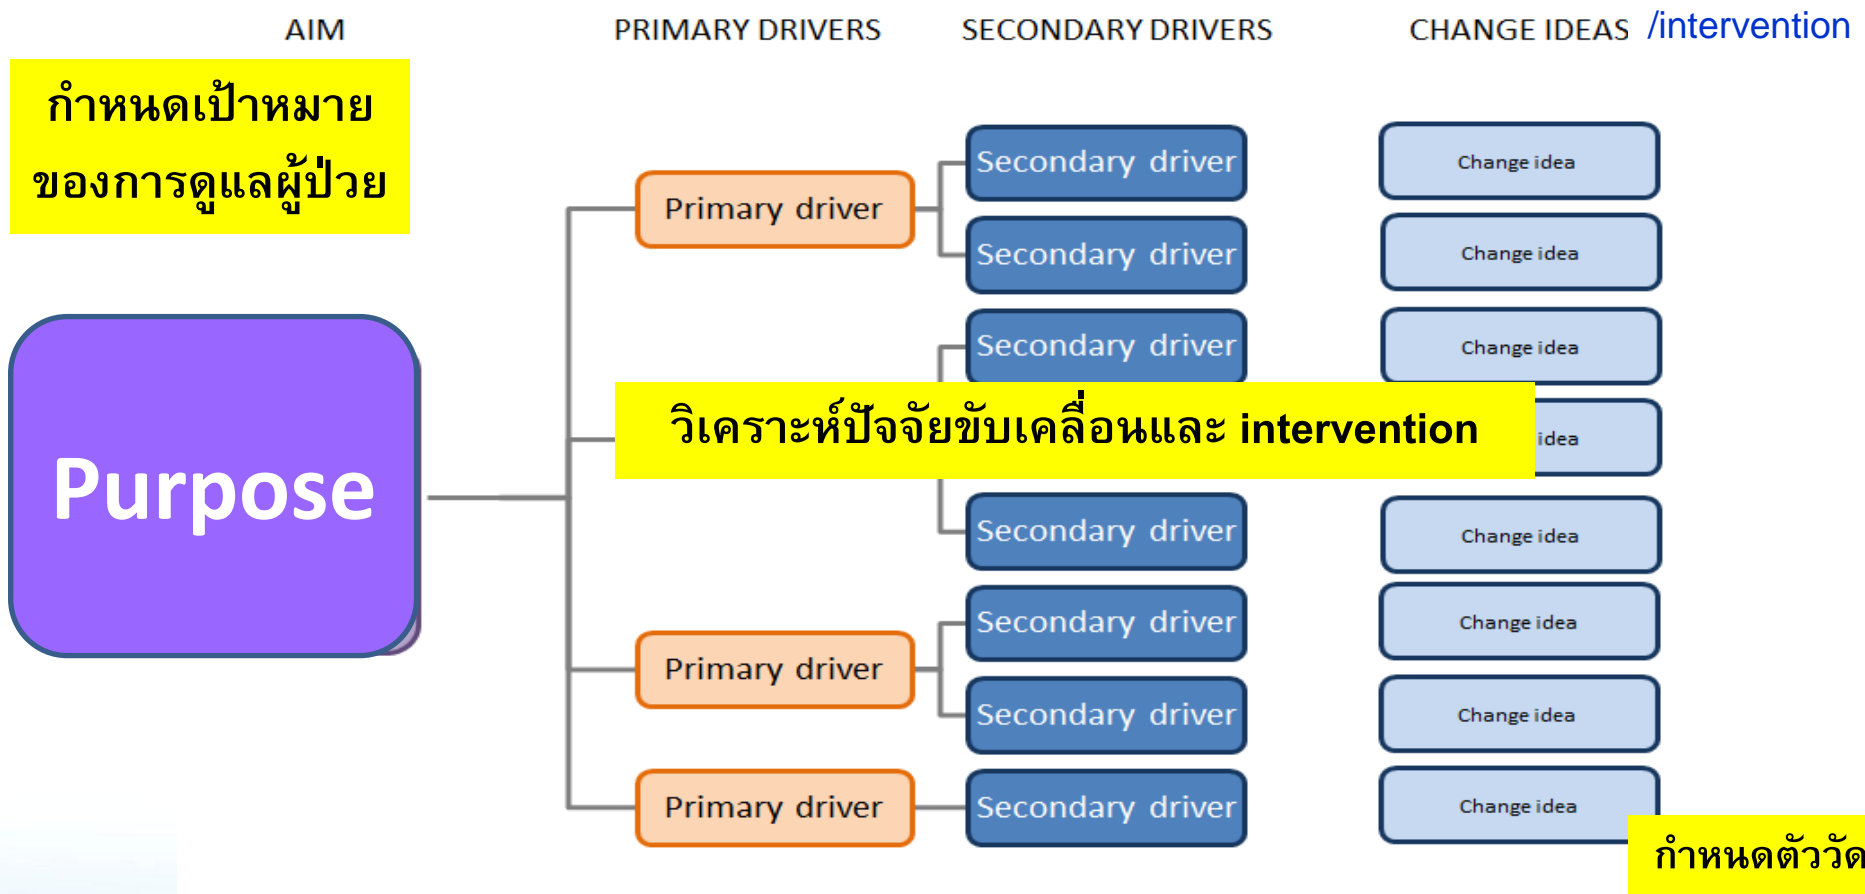 AIM PRIMARY DRIVERS SECONDARY DRIVERS CHANGE IDEAS /intervention
กำหนดเป้าหมาย
ของการดูแลผู้ป่วย
Purpose
Primary driver
Secondary driver
Change idea
Secondary driver
Change idea
Secondary driver
Change idea
วิเคราะห์ปัจจัยขับเคลื่อนและ intervention
idea
Secondary driver
Change idea
Primary driver
Secondary driver
Change idea
Secondary driver
Change idea
Primary driver
Secondary driver
Change idea
กำหนดตัววัด